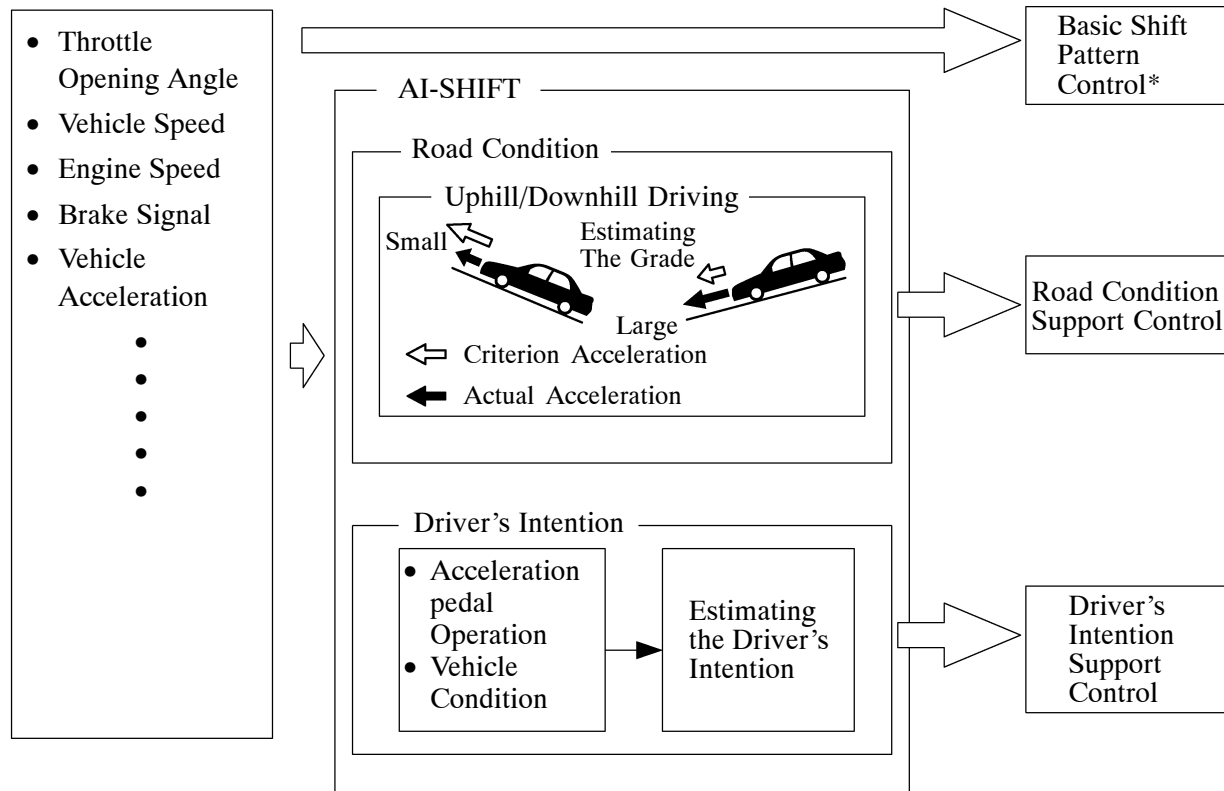 • Throttle
Opening Angle
• Vehicle Speed
• Engine Speed
• Brake Signal
• Vehicle
Acceleration
•
•
•
•
•
Basic Shift
Pattern
Control*
AI-SHIFT
Road Condition
Uphill/Downhill Driving
Small
Estimating
The Grade
Large
Criterion Acceleration
Actual Acceleration
Road Condition
Support Control
Driver’s Intention
• Acceleration
pedal
Operation
• Vehicle
Condition
Estimating
the Driver’s
Intention
Driver’s
Intention
Support
Control